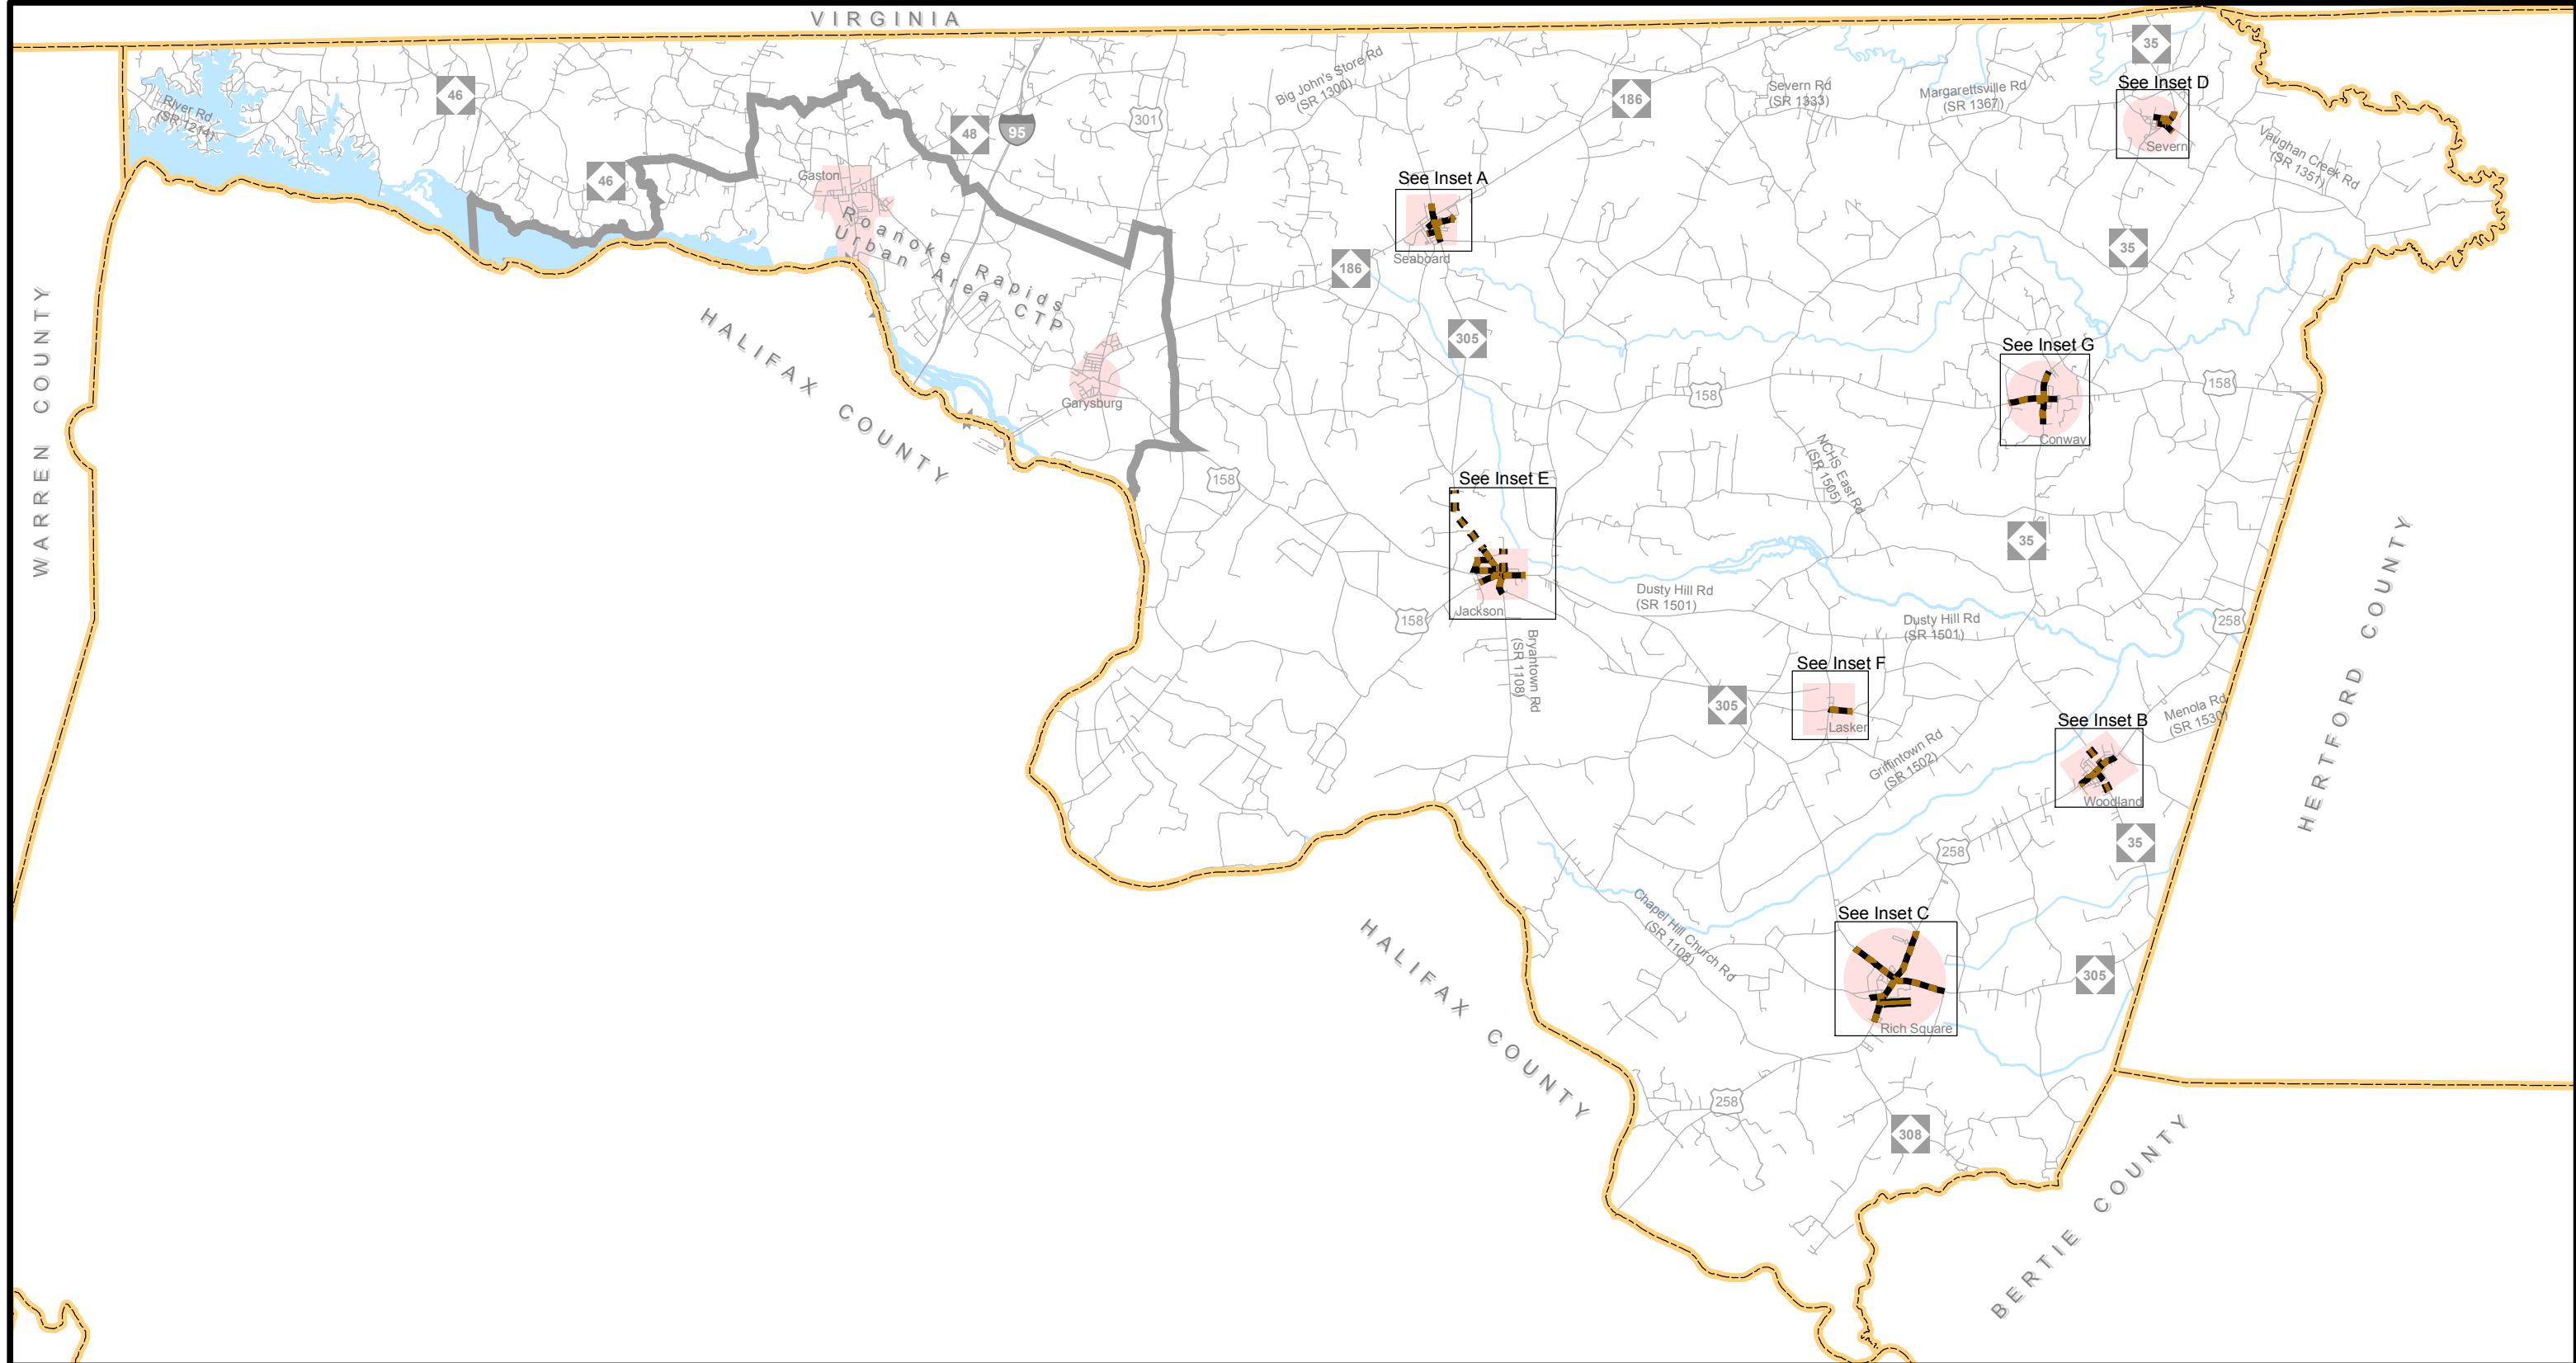 VIRGINIA
35
See Inset D
46
River Rd
(SR 1214)
Big John's Store Rd
(SR 1300)
186
Severn Rd
(SR 1333)
Margarettsville Rd
(SR 1367)
48
95
301
Severn
Vaughan Creek Rd
(SR 1351)
46
Gaston
See Inset A
Roanoke Rapids
Urban Area CTP
Seaboard
186
35
WARREN COUNTY
HALIFAX COUNTY
305
See Inset G
Garysburg
158
158
Conway
NCHS East Rd
(SR 1505)
158
See Inset E
35
HERTFORD COUNTY
Jackson
158
Dusty Hill Rd
(SR 1501)
Dusty Hill Rd
(SR 1501)
258
Bryantown Rd
(SR 1108)
See Inset F
305
Lasker
Menola Rd
(SR 1530)
See Inset B
Griffintown Rd
(SR 1502)
Woodland
35
258
Chapel Hill Church Rd
(SR 1108)
See Inset C
HALIFAX COUNTY
305
Rich Square
258
308
BERTIE COUNTY